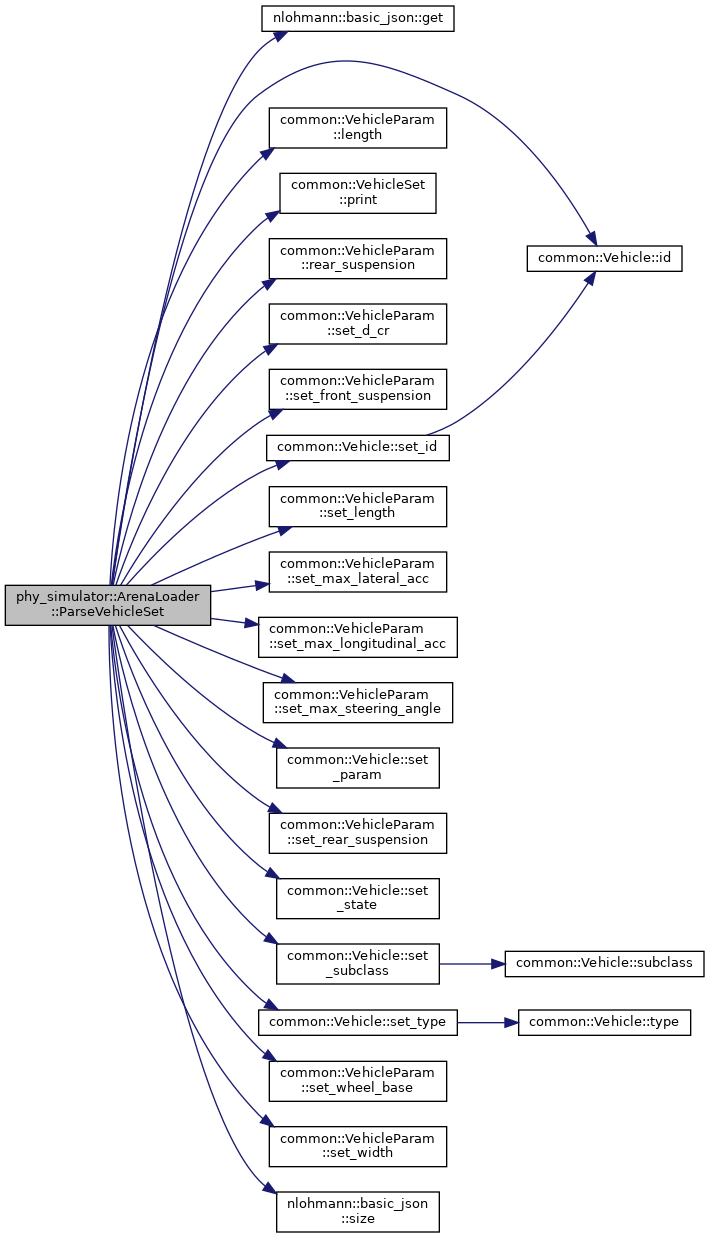 nlohmann::basic_json::get
common::VehicleParam
::length
common::VehicleSet
::print
common::VehicleParam
::rear_suspension
common::Vehicle::id
common::VehicleParam
::set_d_cr
common::VehicleParam
::set_front_suspension
common::Vehicle::set_id
common::VehicleParam
::set_length
common::VehicleParam
::set_max_lateral_acc
phy_simulator::ArenaLoader
::ParseVehicleSet
common::VehicleParam
::set_max_longitudinal_acc
common::VehicleParam
::set_max_steering_angle
common::Vehicle::set
_param
common::VehicleParam
::set_rear_suspension
common::Vehicle::set
_state
common::Vehicle::set
_subclass
common::Vehicle::subclass
common::Vehicle::set_type
common::Vehicle::type
common::VehicleParam
::set_wheel_base
common::VehicleParam
::set_width
nlohmann::basic_json
::size